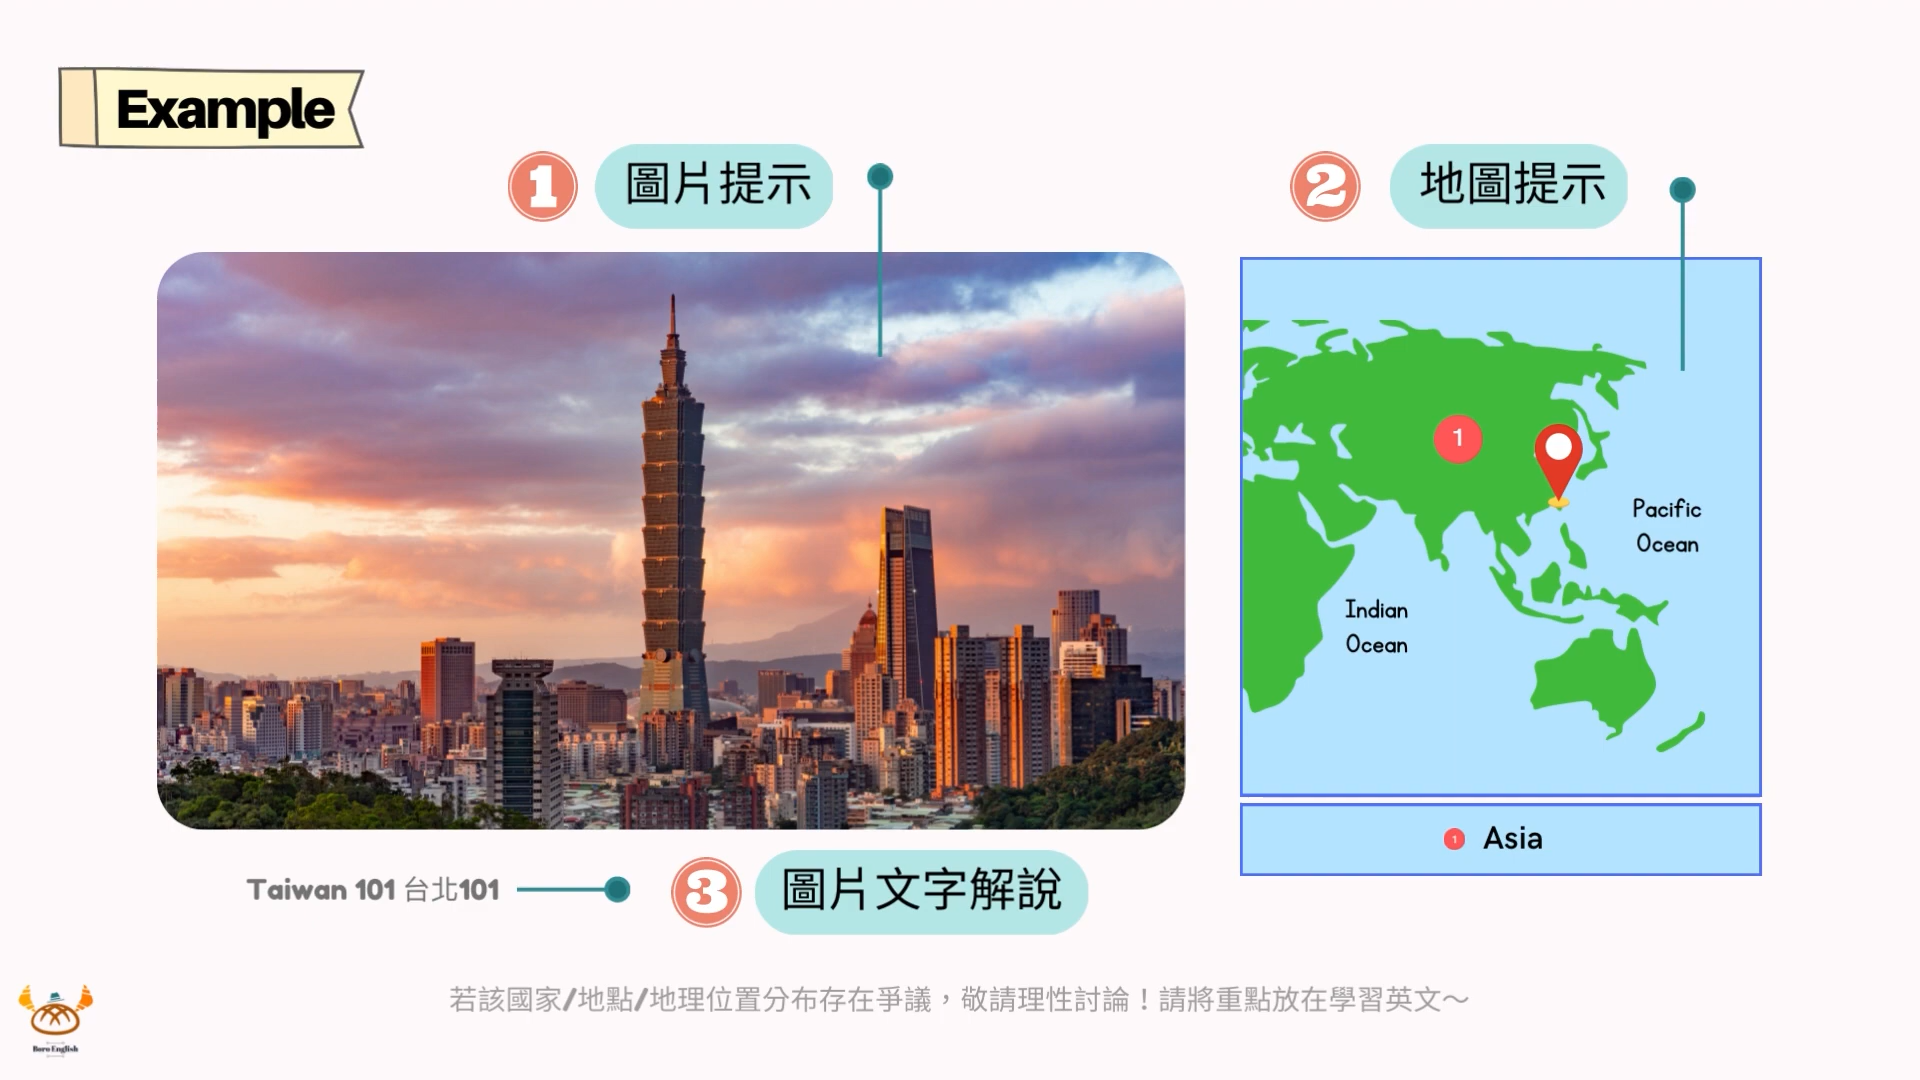 Example
1 圖片提示
2 地圖提示
1
Pacific
Ocean
Indian
Ocean
1 Asia
Taiwan 101 台北101
3 圖片文字解說
若該國家/地點/地理位置分布存在爭議，敬請理性討論！請將重點放在學習英文～
Buro English